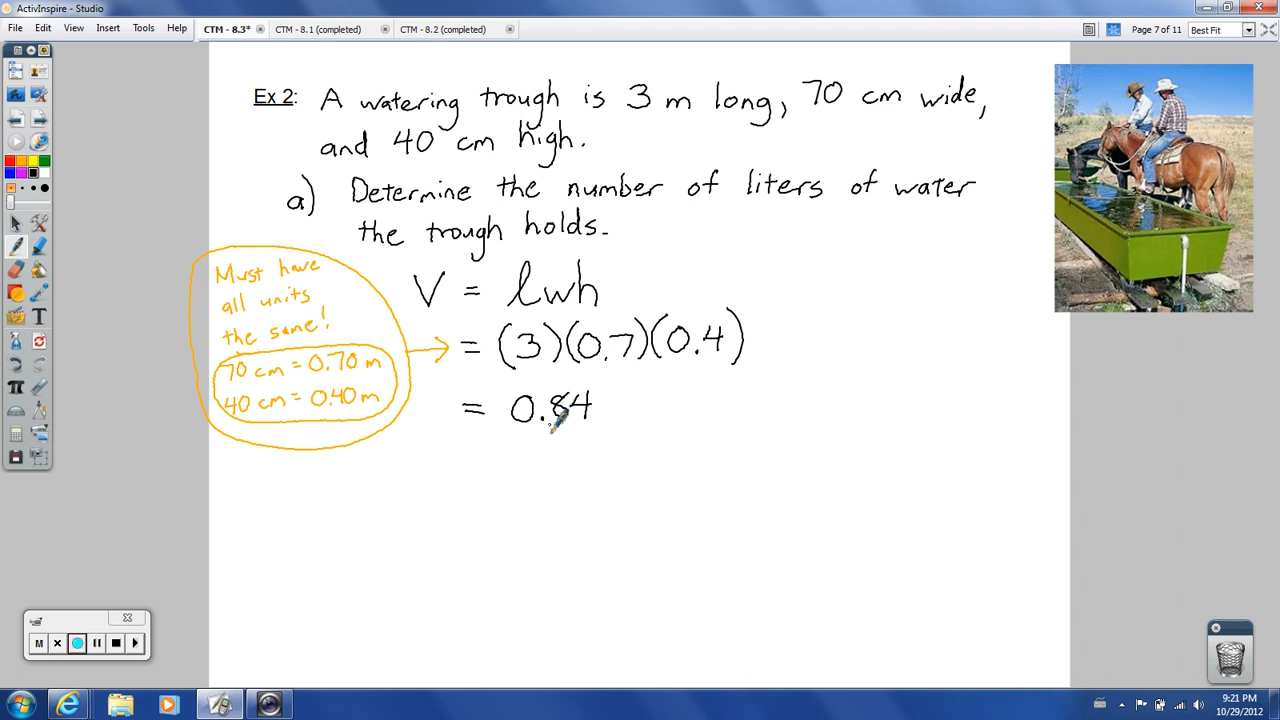 ActivInspire - Studio
File Edit View Insert Tools Help
CTM - 8.3* CTM - 8.1 (completed) CTM - 8.2 (completed)
Page 7 of 11 Best Fit
Ex 2: A watering trough is 3 m long, 70 cm wide,
and 40 cm high.
a) Determine the number of liters of water
the trough holds.
Must have
all units
the same!
70 cm = 0.70 m
40 cm = 0.40 m
V = lwh
= (3)(0.7)(0.4)
= 0.84
M
9:21 PM
10/29/2012